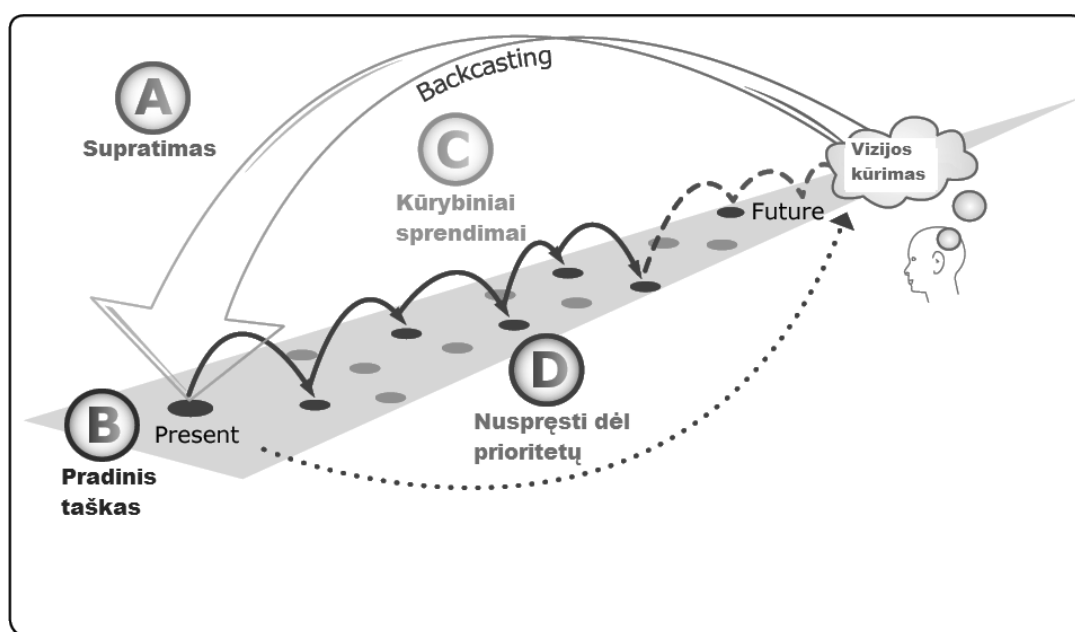 Backcasting
A
Supratimas
C
Kūrybiniai
sprendimai
Vizijos
kūrimas
Future
D
Nuspręsti dėl
prioritetų
B
Present
Pradinis
taškas